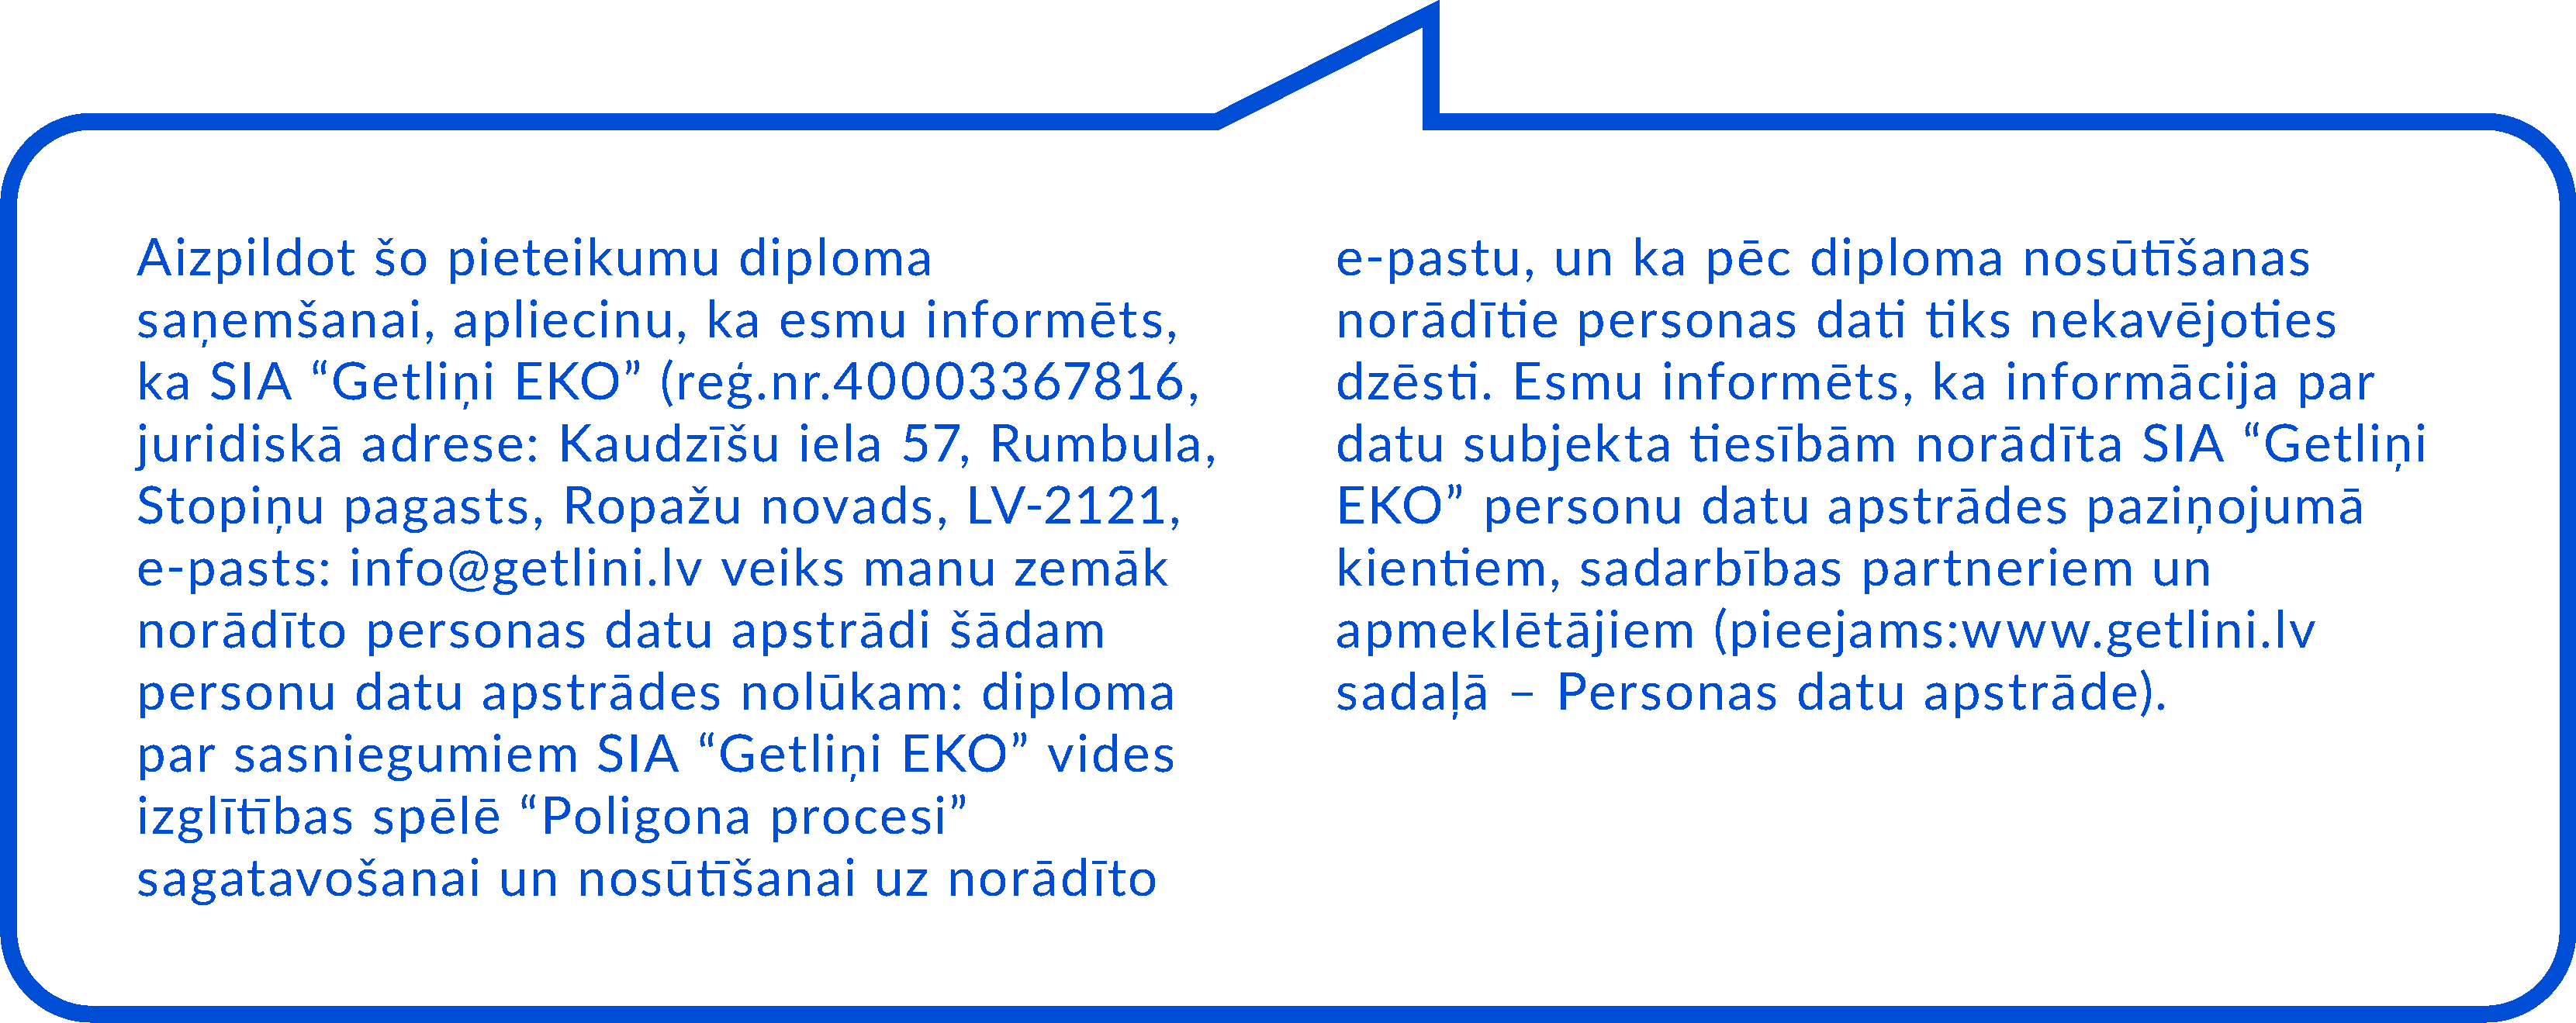 Aizpildot šo pieteikumu diploma
saņemšanai, apliecinu, ka esmu informēts,
ka SIA “Getliņi EKO” (reģ.nr.40003367816,
juridiskā adrese: Kaudzīšu iela 57, Rumbula,
Stopiņu pagasts, Ropažu novads, LV-2121,
e-pasts: info@getlini.lv veiks manu zemāk
norādīto personas datu apstrādi šādam
personu datu apstrādes nolūkam: diploma
par sasniegumiem SIA “Getliņi EKO” vides
izglītības spēlē “Poligona procesi”
sagatavošanai un nosūtīšanai uz norādīto
e-pastu, un ka pēc diploma nosūtīšanas
norādītie personas dati tiks nekavējoties
dzēsti. Esmu informēts, ka informācija par
datu subjekta tiesībām norādīta SIA “Getliņi
EKO” personu datu apstrādes paziņojumā
kientiem, sadarbības partneriem un
apmeklētājiem (pieejams:www.getlini.lv
sadaļā – Personas datu apstrāde).